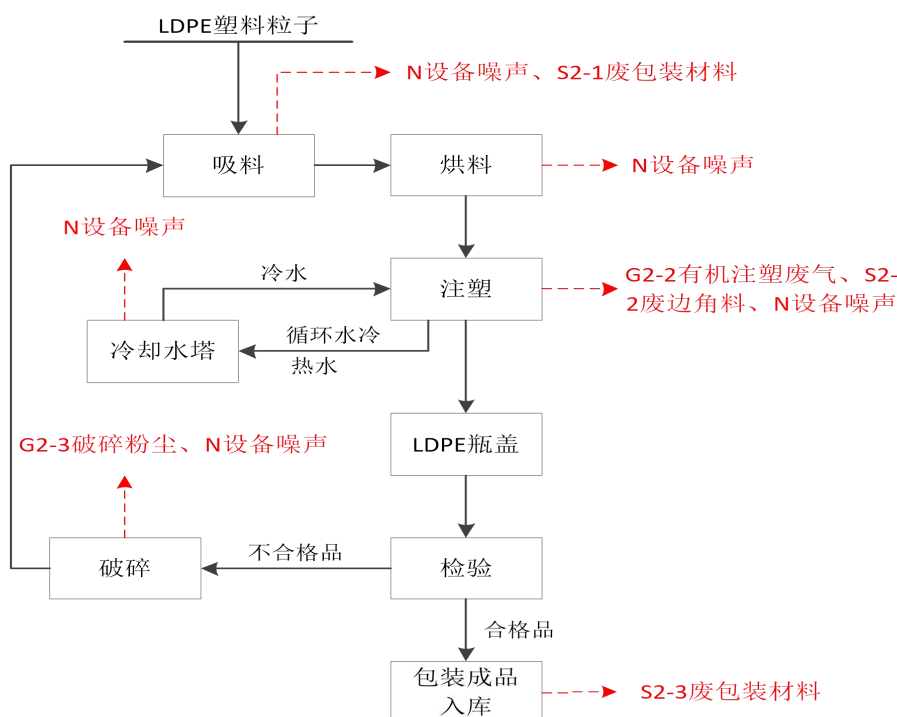 LDPE塑料粒子
N设备噪声、S2-1废包装材料
吸料
烘料
N设备噪声
N设备噪声
冷水
注塑
G2-2有机注塑废气、S2-
2废边角料、N设备噪声
冷却水塔
循环水冷
热水
G2-3破碎粉尘、N设备噪声
LDPE瓶盖
破碎
不合格品
检验
合格品
包装成品
入库
S2-3废包装材料